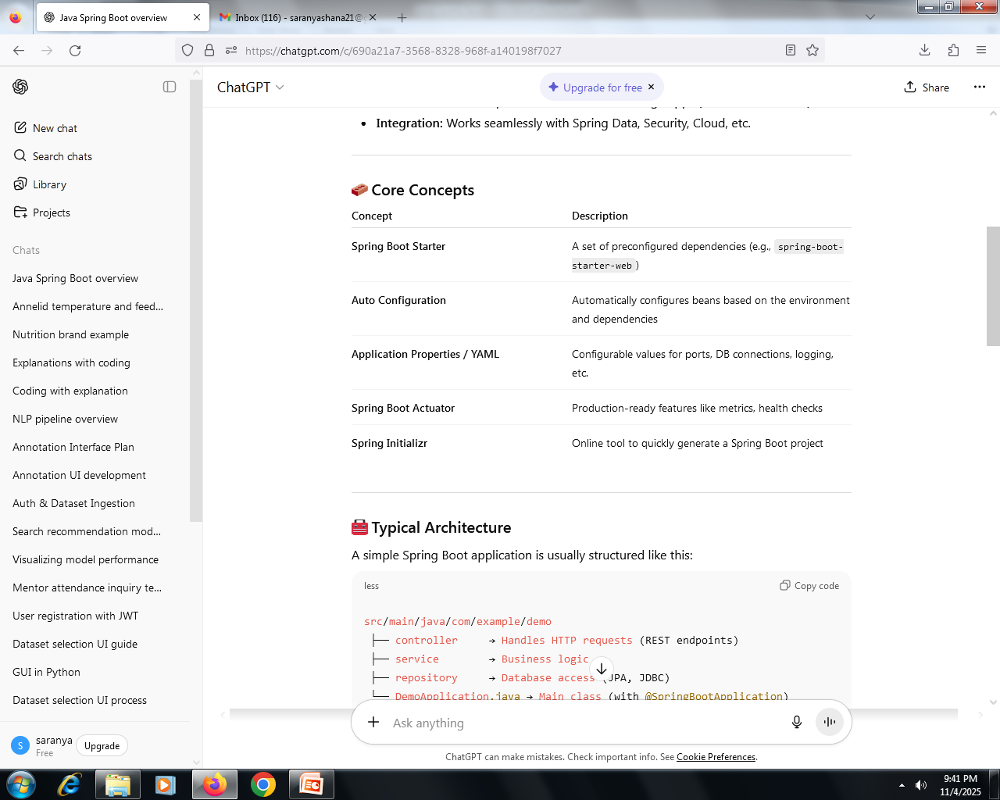 Java Spring Boot overview
Inbox (116) - saranyashana21@g
https://chatgpt.com/c/690a21a7-3568-8328-968f-a140198f7027
ChatGPT
Upgrade for free
Share
New chat
Search chats
Library
Projects
Chats
Java Spring Boot overview
Annelid temperature and feed...
Nutrition brand example
Explanations with coding
Coding with explanation
NLP pipeline overview
Annotation Interface Plan
Annotation UI development
Auth & Dataset Ingestion
Search recommendation mod...
Visualizing model performance
Mentor attendance inquiry te...
User registration with JWT
Dataset selection UI guide
GUI in Python
Dataset selection UI process
S
saranya
Free
Upgrade
• Integration: Works seamlessly with Spring Data, Security, Cloud, etc.
Core Concepts
Concept Description
Spring Boot Starter A set of preconfigured dependencies (e.g., spring-boot-
starter-web )
Auto Configuration Automatically configures beans based on the environment
and dependencies
Application Properties / YAML Configurable values for ports, DB connections, logging,
etc.
Spring Boot Actuator Production-ready features like metrics, health checks
Spring Initializr Online tool to quickly generate a Spring Boot project
Typical Architecture
A simple Spring Boot application is usually structured like this:
less
Copy code
src/main/java/com/example/demo
├── controller → Handles HTTP requests (REST endpoints)
├── service → Business logic
├── repository → Database access (JPA, JDBC)
└── DemoApplication.java → Main class (with @SpringBootApplication)
Ask anything
ChatGPT can make mistakes. Check important info. See Cookie Preferences.
9:41 PM
11/4/2025